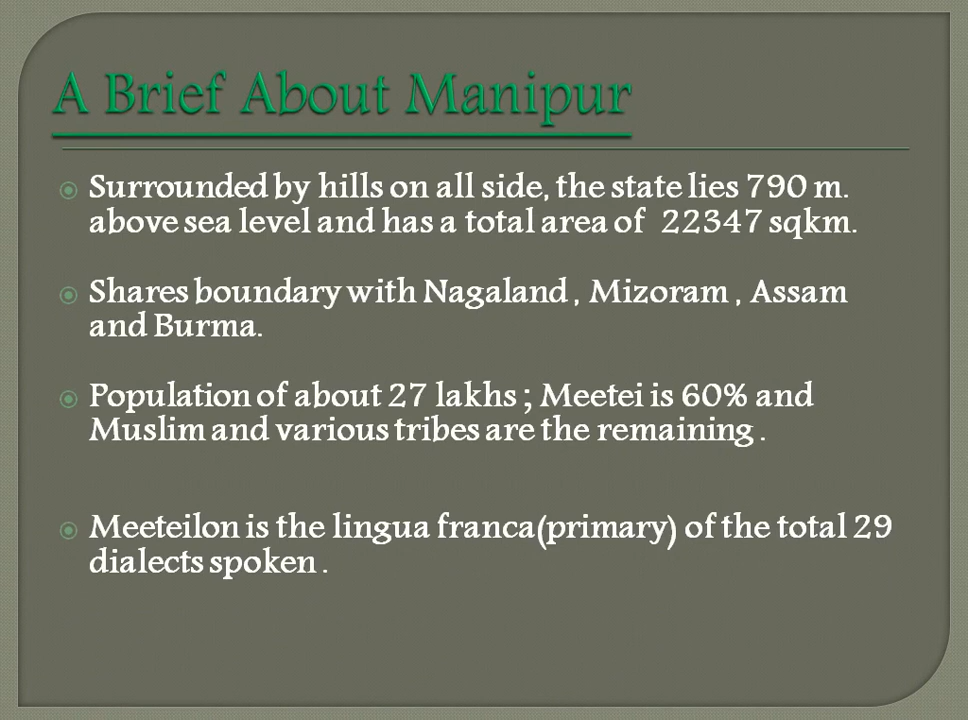 A Brief About Manipur
Surrounded by hills on all side, the state lies 790 m.
above sea level and has a total area of 22347 sqkm.
Shares boundary with Nagaland , Mizoram , Assam
and Burma.
Population of about 27 lakhs ; Meetei is 60% and
Muslim and various tribes are the remaining .
Meeteilon is the lingua franca(primary) of the total 29
dialects spoken .